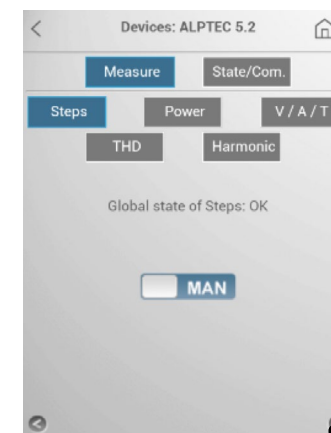 Devices: ALPTEC 5.2
Measure State/Com.
Steps Power V / A / T
THD Harmonic
Global state of Steps: OK
MAN